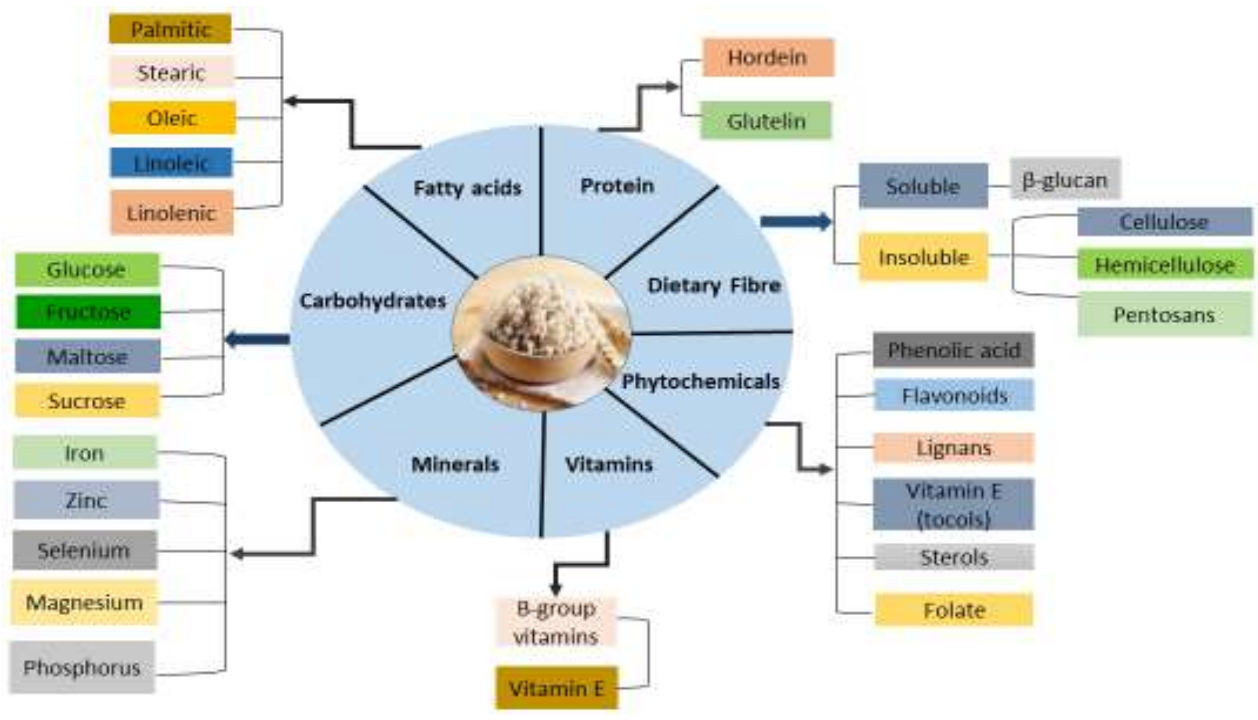 Palmitic
Stearic
Oleic
Linoleic
Linolenic
Hordein
Glutelin
Soluble
β-glucan
Insoluble
Cellulose
Hemicellulose
Pentosans
Fatty acids
Protein
Dietary Fibre
Carbohydrates
Phytochemicals
Minerals
Vitamins
Glucose
Fructose
Maltose
Sucrose
Iron
Zinc
Selenium
Magnesium
Phosphorus
Phenolic acid
Flavonoids
Lignans
Vitamin E
(tocols)
Sterols
Folate
B-group
vitamins
Vitamin E